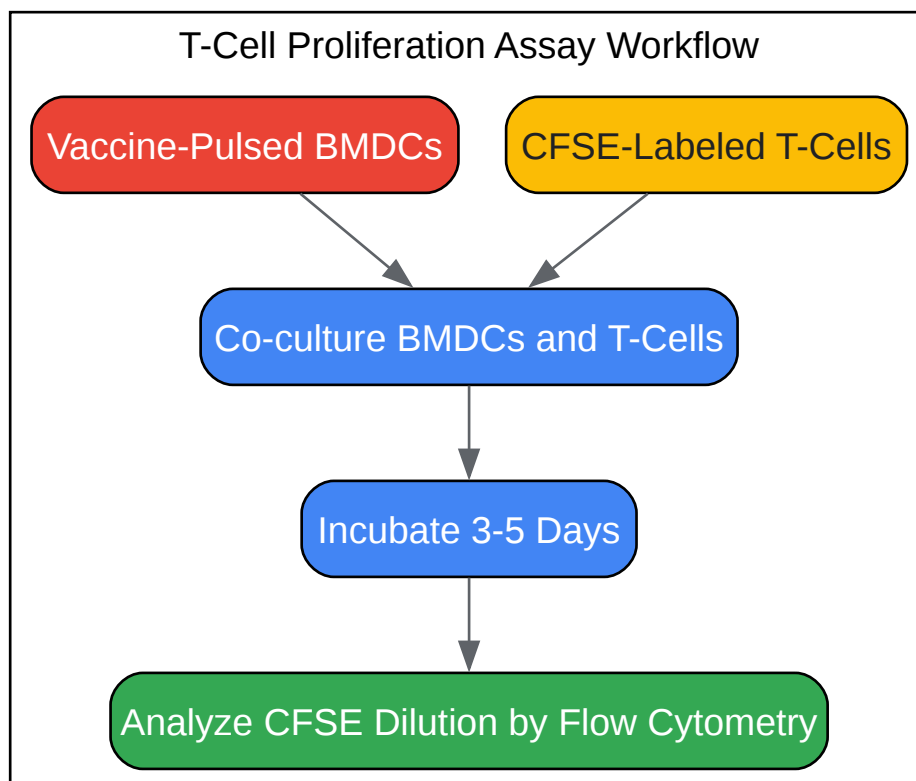 T-Cell Proliferation Assay Workflow
Vaccine-Pulsed BMDCs
CFSE-Labeled T-Cells
Co-culture BMDCs and T-Cells
Incubate 3-5 Days
Analyze CFSE Dilution by Flow Cytometry